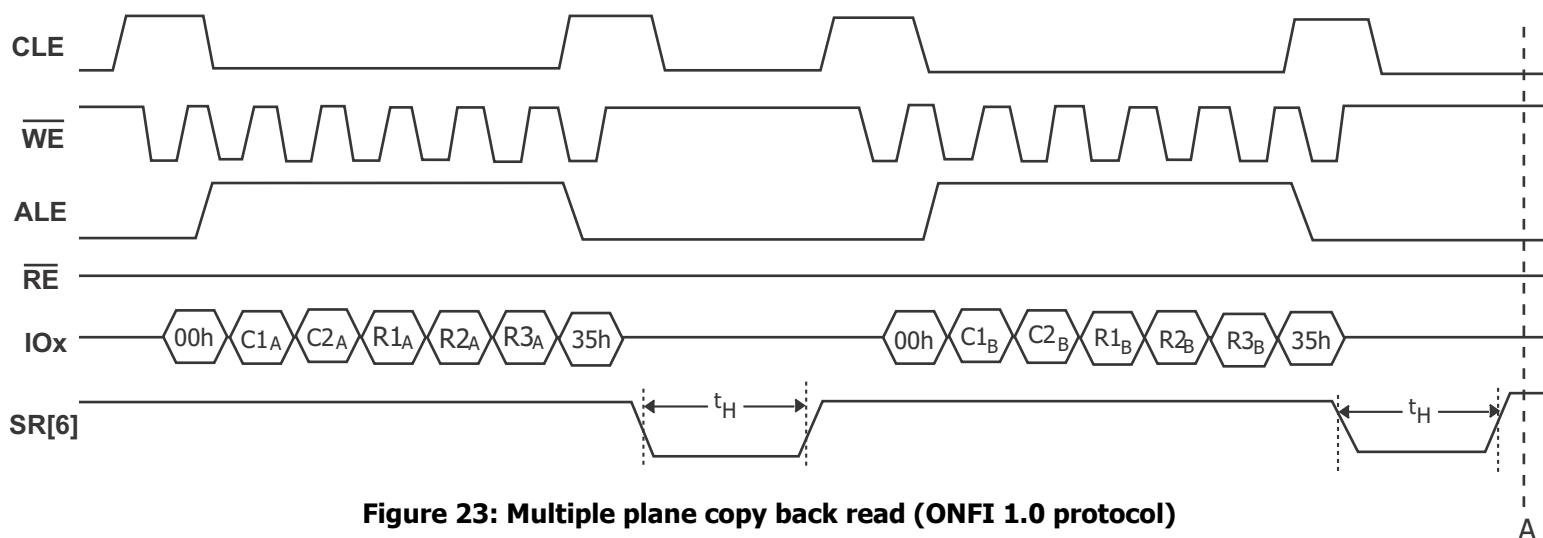 CLE
WE
ALE
RE
IOx 00h C1A C2A R1A R2A R3A 35h 00h C1B C2B R1B R2B R3B 35h
SR[6] tH tH
Figure 23: Multiple plane copy back read (ONFI 1.0 protocol)
A